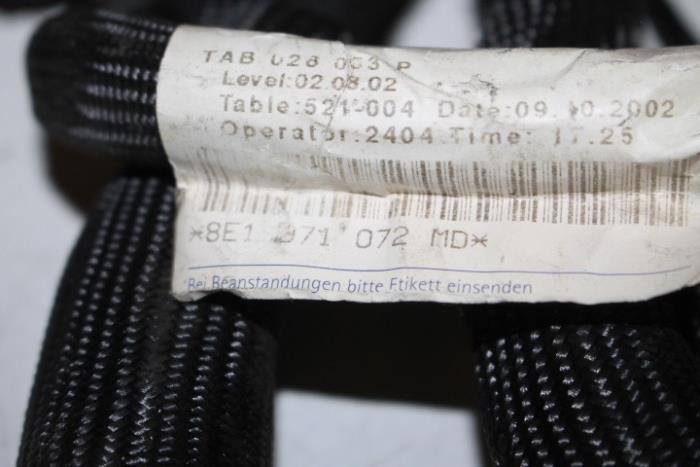 TAB 028 003 P
Level:02.08.02
Table:521-004 Date:09.10.2002
Operator:2404 Time: 17.25
*8E1 971 072 MD*
Bei Beanstandungen bitte Etikett einsenden